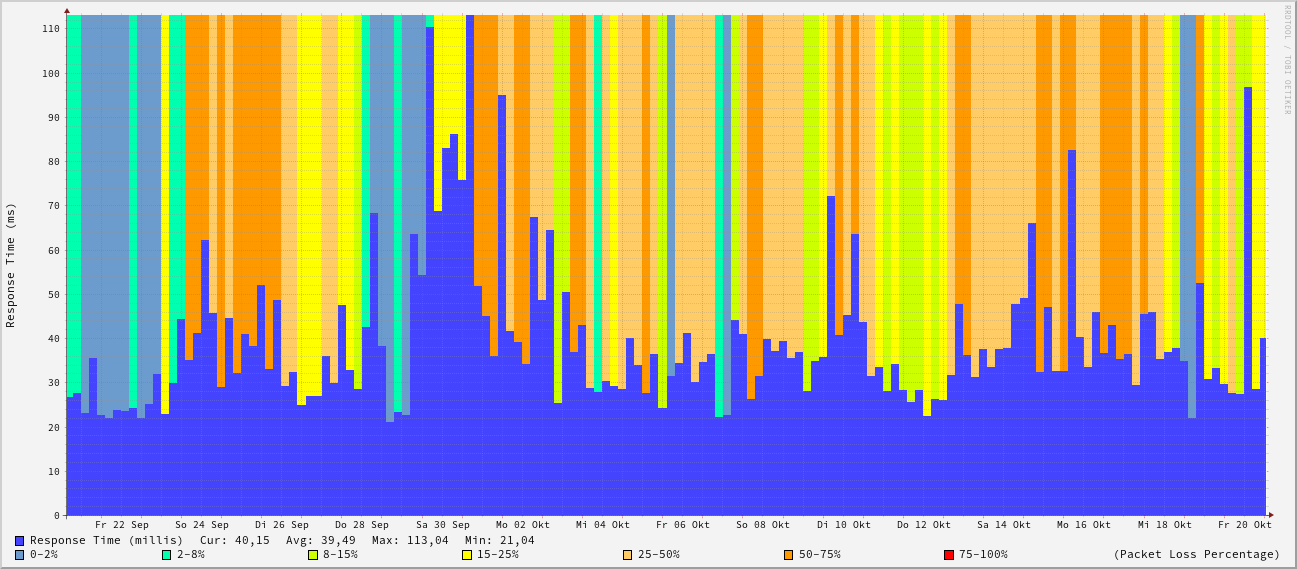 RRDTOOL / TOBI OETIKER
Response Time (ms)
110
100
90
80
70
60
50
40
30
20
10
0
Fr 22 Sep So 24 Sep Di 26 Sep Do 28 Sep Sa 30 Sep Mo 02 Okt Mi 04 Okt Fr 06 Okt So 08 Okt Di 10 Okt Do 12 Okt Sa 14 Okt Mo 16 Okt Mi 18 Okt Fr 20 Okt
Response Time (millis) Cur: 40,15 Avg: 39,49 Max: 113,04 Min: 21,04
0-2% 2-8% 8-15% 15-25% 25-50% 50-75% 75-100% (Packet Loss Percentage)